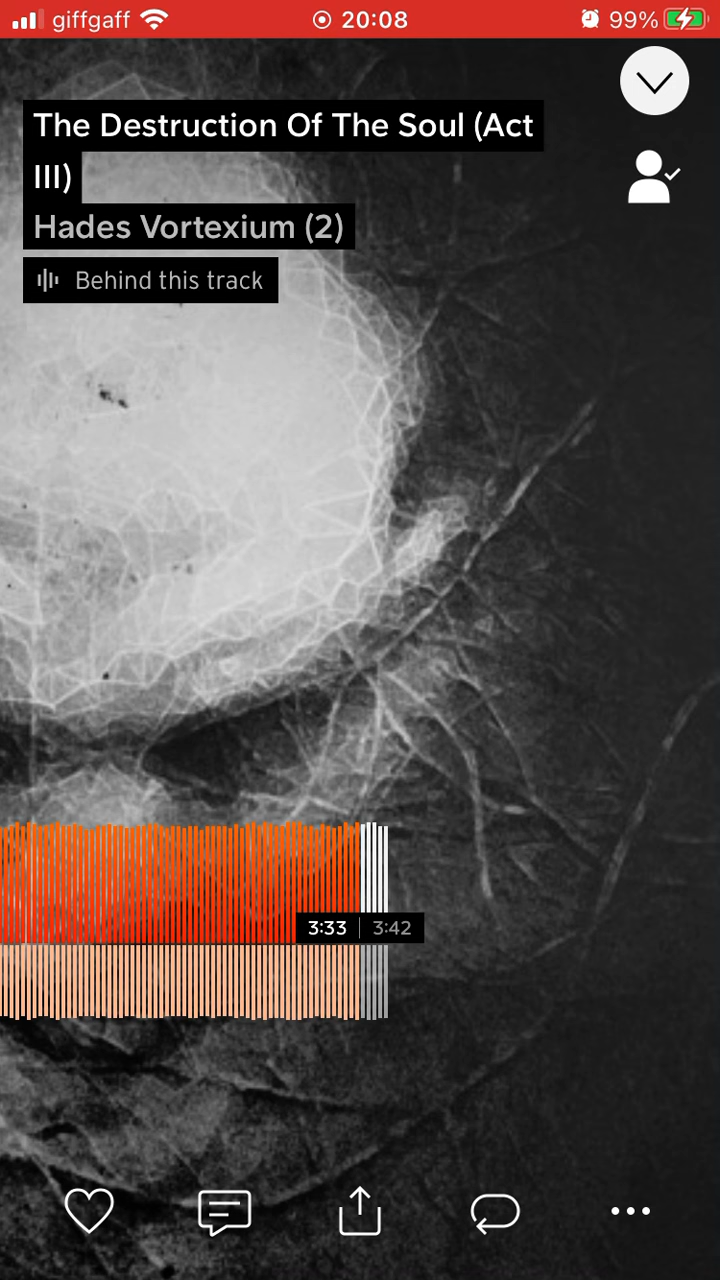 giffgaff 20:08 99%
The Destruction Of The Soul (Act
III)
Hades Vortexium (2)
Behind this track
3:33 3:42